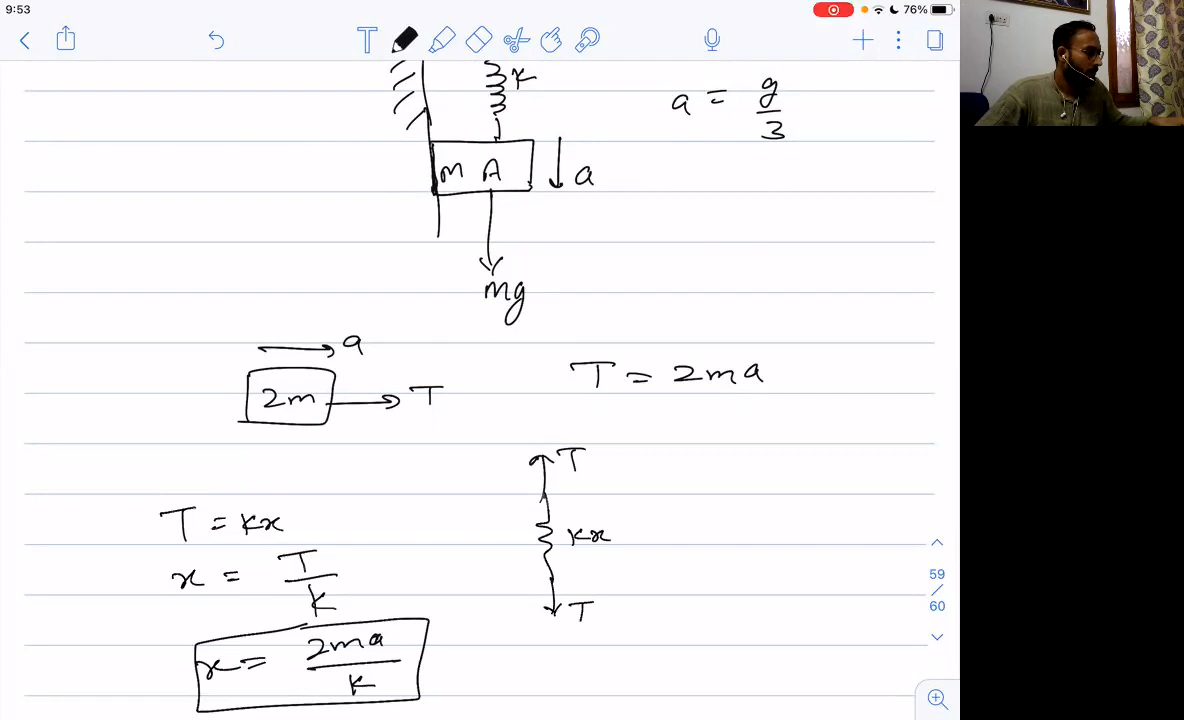 9:53
76%
T
K
a = g/3
M A
a
mg
a
2m
T
T = 2ma
T
T = Kx
Kx
x = T/K
T
x = 2ma/K
59
/
60